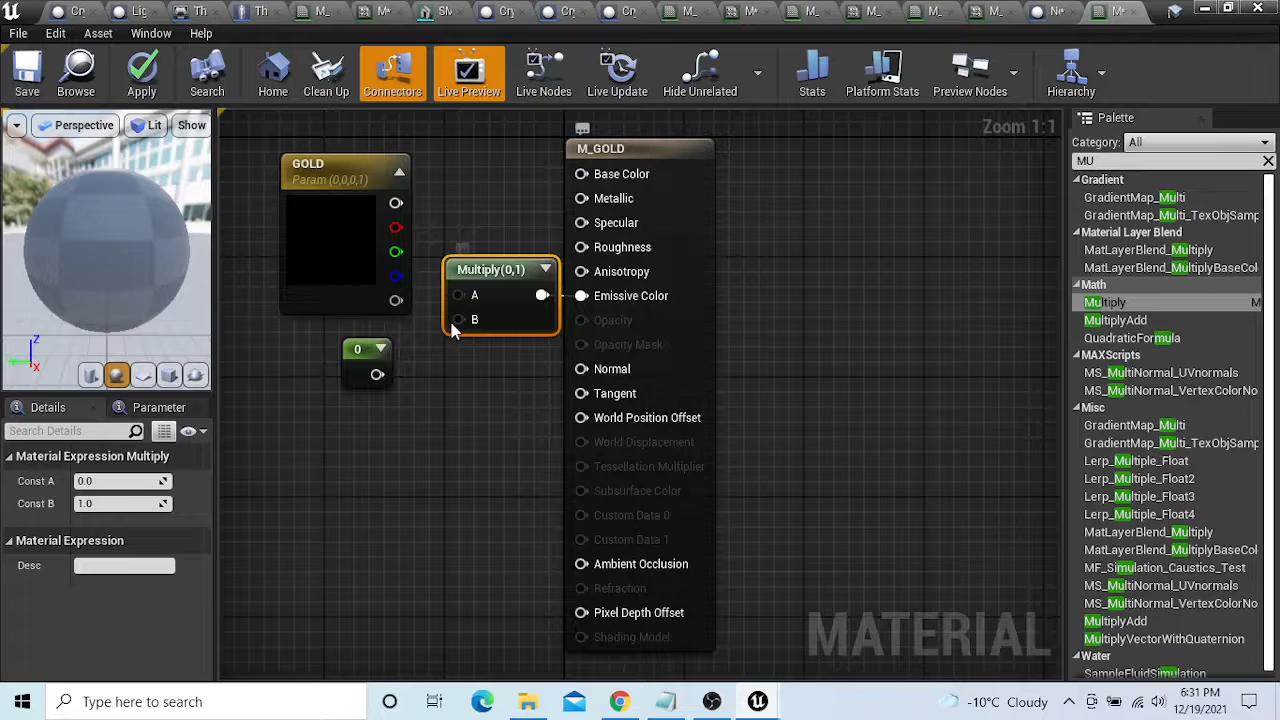 Th
Th
SM
File Edit Asset Window Help
Save Browse Apply Search Home Clean Up Connectors Live Preview Live Nodes Live Update Hide Unrelated Stats Platform Stats Preview Nodes Hierarchy
Perspective Lit Show
Z
X
Details Parameter
Search Details
Material Expression Multiply
Const A 0.0
Const B 1.0
Material Expression
Desc
Zoom 1:1
GOLD
Param (0,0,0,1)
0
Multiply(0,1)
A
B
M_GOLD
Base Color
Metallic
Specular
Roughness
Anisotropy
Emissive Color
Opacity
Opacity Mask
Normal
Tangent
World Position Offset
World Displacement
Tessellation Multiplier
Subsurface Color
Custom Data 0
Custom Data 1
Ambient Occlusion
Refraction
Pixel Depth Offset
Shading Model
MATERIAL
Palette
Category: All
MU
Gradient
GradientMap_Multi
GradientMap_Multi_TexObjSamp
Material Layer Blend
MatLayerBlend_Multiply
MatLayerBlend_MultiplyBaseCol
Math
Multiply M
MultiplyAdd
QuadraticFormula
MAXScripts
MS_MultiNormal_UVnormals
MS_MultiNormal_VertexColorNo
Misc
GradientMap_Multi
GradientMap_Multi_TexObjSamp
Lerp_Multiple_Float
Lerp_Multiple_Float2
Lerp_Multiple_Float3
Lerp_Multiple_Float4
MatLayerBlend_Multiply
MatLayerBlend_MultiplyBaseCol
MF_Simulation_Caustics_Test
MS_MultiNormal_UVnormals
MS_MultiNormal_VertexColorNo
MultiplyAdd
MultiplyVectorWithQuaternion
Water
SampleFluidSimulation
Type here to search
-10°C Cloudy
6:31 PM
12/19/2021